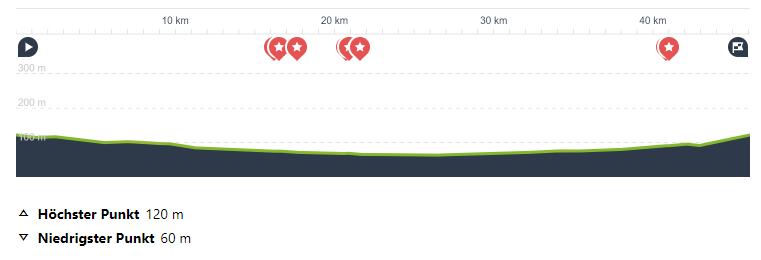 10 km 20 km 30 km 40 km
300 m
200 m
100 m
Höchster Punkt 120 m
Niedrigster Punkt 60 m